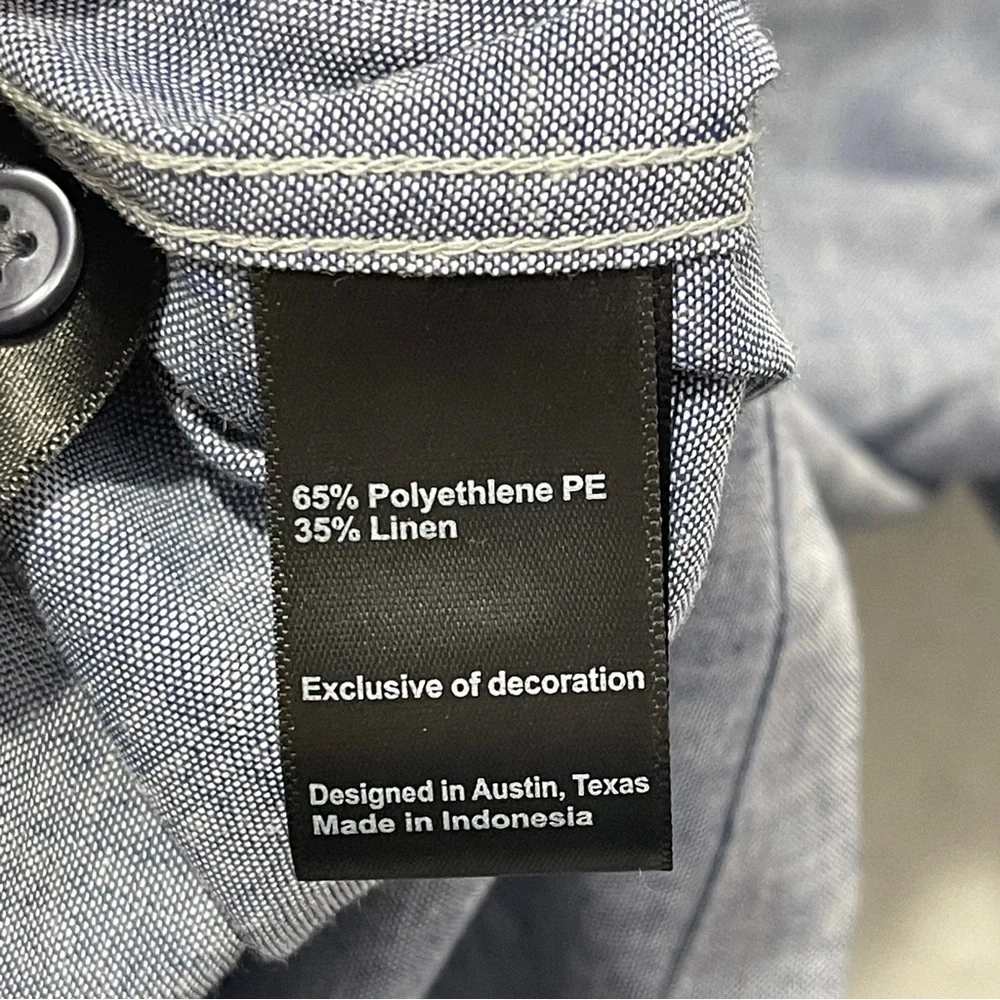 65% Polyethlene PE
35% Linen
Exclusive of decoration
Designed in Austin, Texas
Made in Indonesia